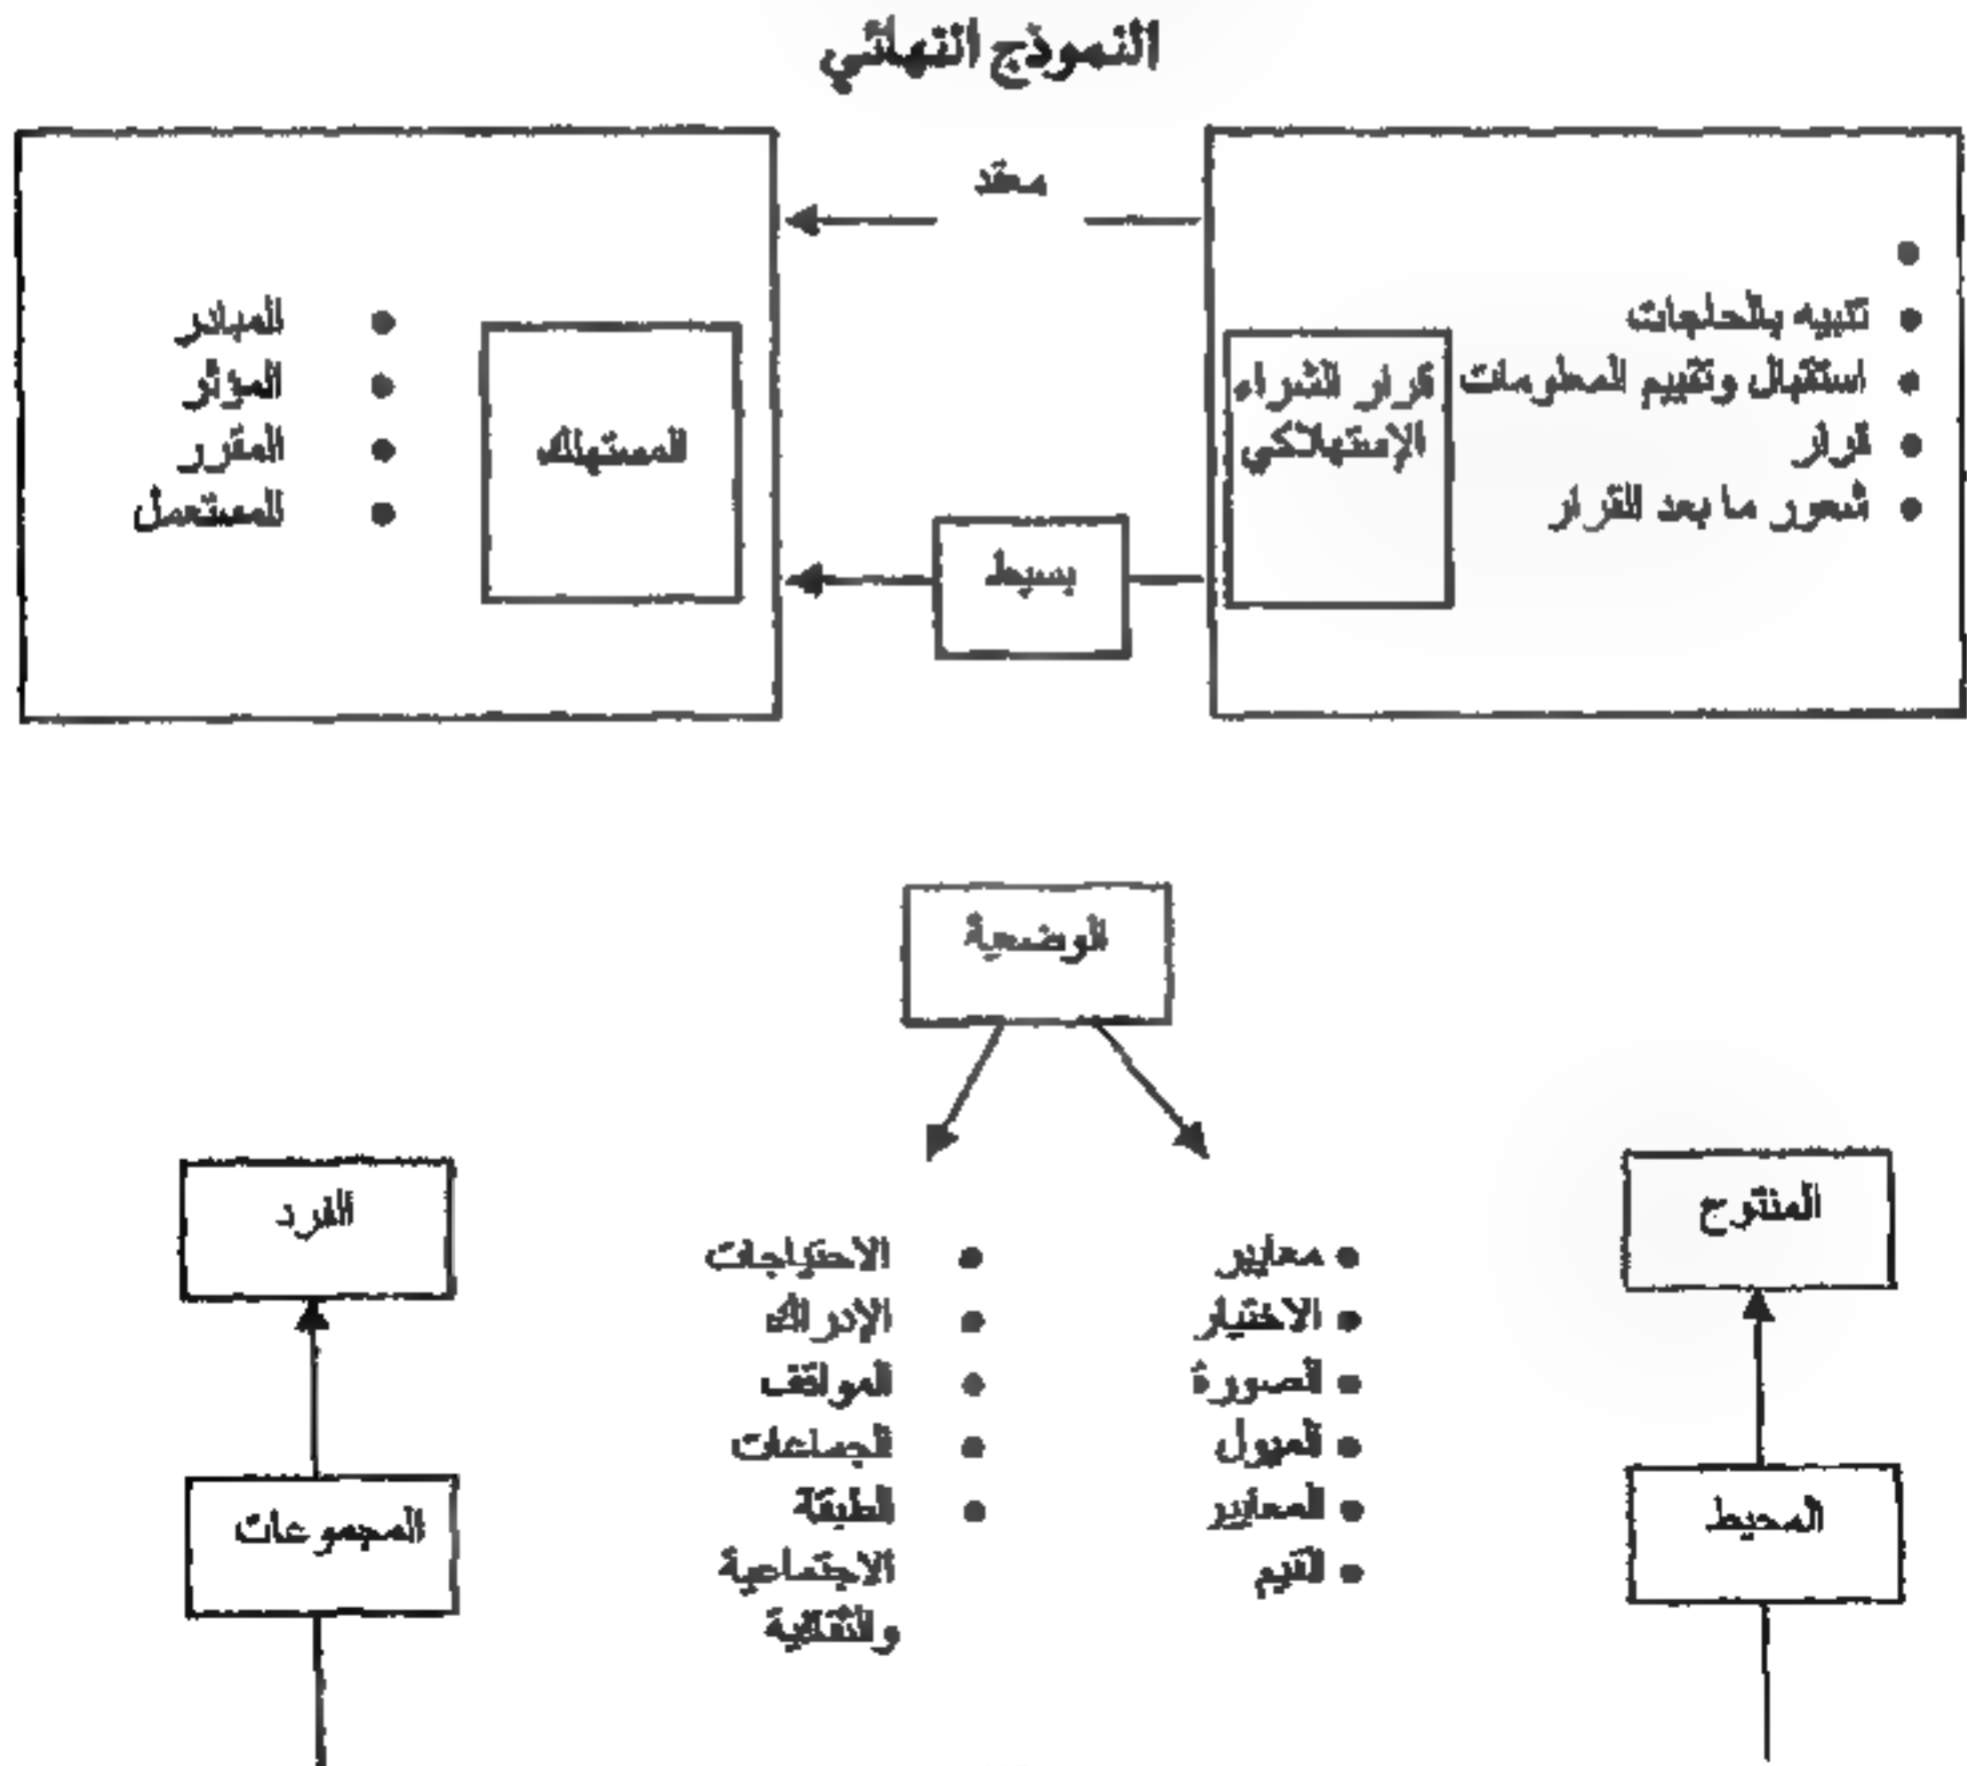 النموذج النهائي
معقد
تنبيه بالحاجات
استقبال وتقييم المعلومات
قرار
شعور ما بعد القرار
قرار الشراء
الإستهلاكي
بسيط
المستهلك
المبادر
المؤثر
المقرر
المستعمل
الوضعية
المنتوج
المحيط
معايير
الاختيار
الصورة
الميول
المعايير
القيم
الاحتياجات
الإدراك
المواقف
الجماعات
الطبقة
الاجتماعية
والثقافية
الفرد
المجموعات